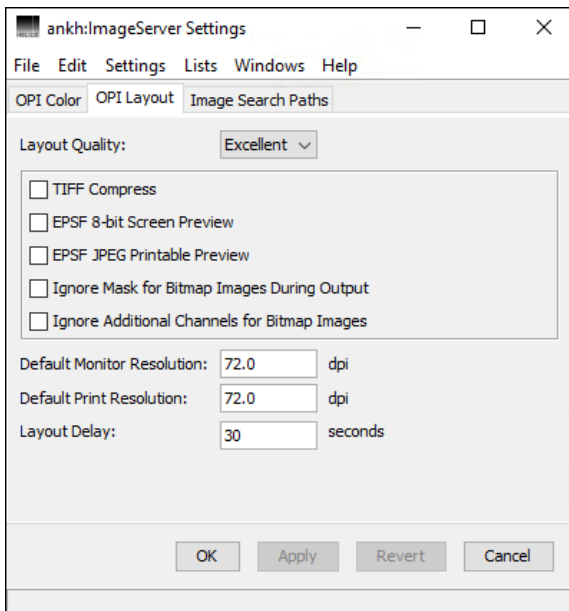 HELIOS ankh:ImageServer Settings
File Edit Settings Lists Windows Help
OPI Color OPI Layout Image Search Paths
Layout Quality: Excellent
TIFF Compress
EPSF 8-bit Screen Preview
EPSF JPEG Printable Preview
Ignore Mask for Bitmap Images During Output
Ignore Additional Channels for Bitmap Images
Default Monitor Resolution: 72.0 dpi
Default Print Resolution: 72.0 dpi
Layout Delay: 30 seconds
OK Apply Revert Cancel